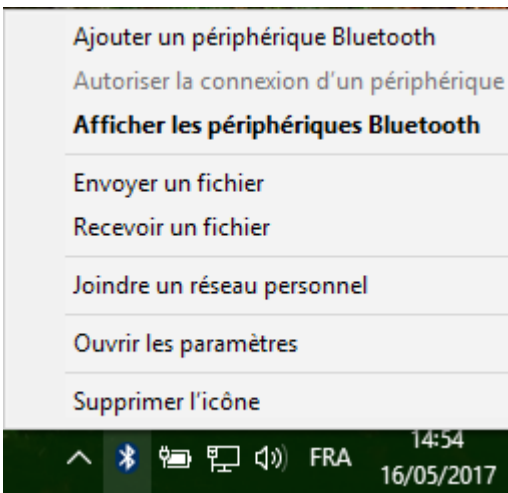 Ajouter un périphérique Bluetooth
Autoriser la connexion d'un périphérique
Afficher les périphériques Bluetooth
Envoyer un fichier
Recevoir un fichier
Joindre un réseau personnel
Ouvrir les paramètres
Supprimer l'icône
FRA
14:54
16/05/2017